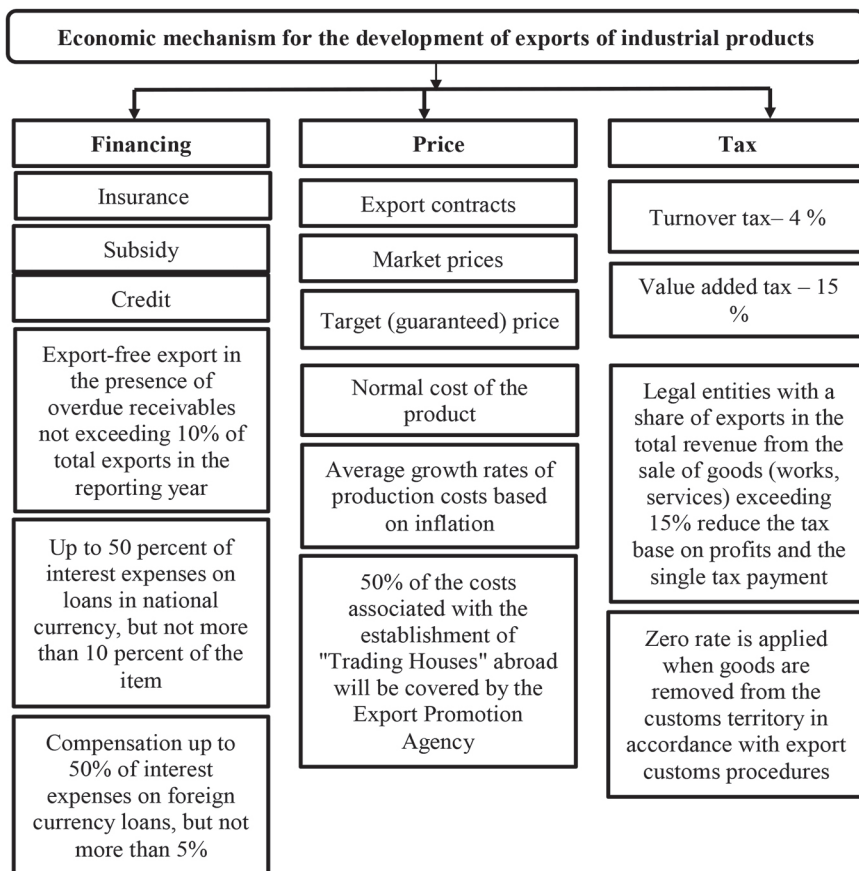 Economic mechanism for the development of exports of industrial products
Financing
Insurance
Subsidy
Credit
Export-free export in
the presence of
overdue receivables
not exceeding 10% of
total exports in the
reporting year
Up to 50 percent of
interest expenses on
loans in national
currency, but not more
than 10 percent of the
item
Compensation up to
50% of interest
expenses on foreign
currency loans, but not
more than 5%
Price
Export contracts
Market prices
Target (guaranteed) price
Normal cost of the
product
Average growth rates of
production costs based
on inflation
50% of the costs
associated with the
establishment of
"Trading Houses" abroad
will be covered by the
Export Promotion
Agency
Tax
Turnover tax– 4 %
Value added tax – 15
%
Legal entities with a
share of exports in the
total revenue from the
sale of goods (works,
services) exceeding
15% reduce the tax
base on profits and the
single tax payment
Zero rate is applied
when goods are
removed from the
customs territory in
accordance with export
customs procedures